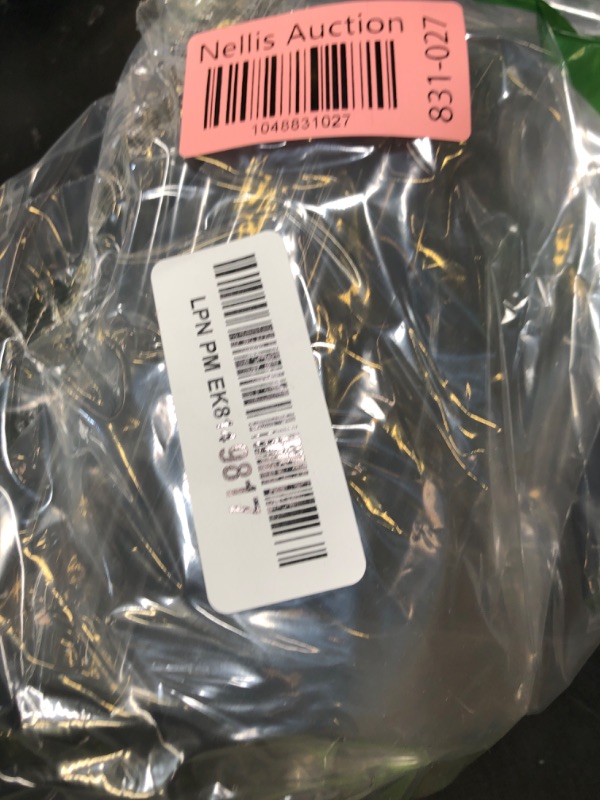 Nellis Auction
1048831027
831-027
LPN PM EK8
9817